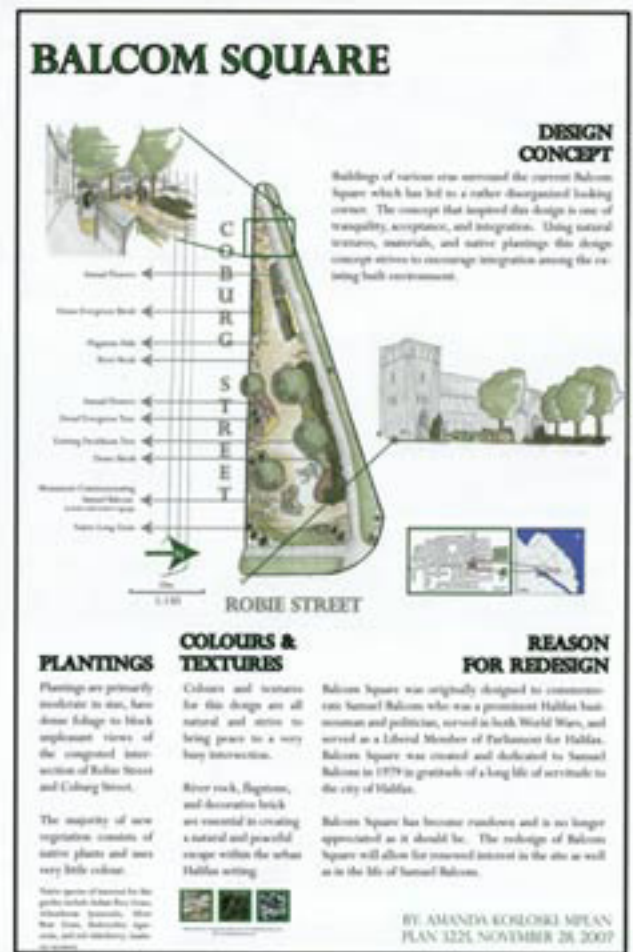 BALCOM SQUARE
DESIGN
CONCEPT
Buildings of various eras surround the current Balcom
Square which has led to a rather disorganized looking
corner. The concept that inspired this design is one of
tranquility, acceptance, and integration. Using natural
textures, materials, and native plantings this design
concept strives to encourage integration among the ex-
isting built environment.
COBURG STREET
Annual Flowers
River Rock
Annual Flowers
Native Long Grass
ROBIE STREET
PLANTINGS
Plantings are primarily
moderate in size, have
dense foliage to block
unpleasant views of
the congested inter-
section of Robie Street
and Coburg Street.
The majority of new
vegetation consists of
native plants and uses
very little colour.
COLOURS &
TEXTURES
Colours and textures
for this design are all
natural and strive to
bring peace to a very
busy intersection.
River rock, flagstone,
and decorative brick
are essential in creating
a natural and peaceful
escape within the urban
Halifax setting.
REASON
FOR REDESIGN
Balcom Square was originally designed to commemo-
rate Samuel Balcom who was a prominent Halifax busi-
nessman and politician, served in both World Wars, and
served as a Liberal Member of Parliament for Halifax.
Balcom Square was created and dedicated to Samuel
Balcom in 1979 in gratitude of a long life of servitude to
the city of Halifax.
Balcom Square has become rundown and is no longer
appreciated as it should be. The redesign of Balcom
Square will allow for renewed interest in the site as well
as in the life of Samuel Balcom.
BY: AMANDA KOSLOSKI, MPLAN
PLAN 3225, NOVEMBER 28, 2007